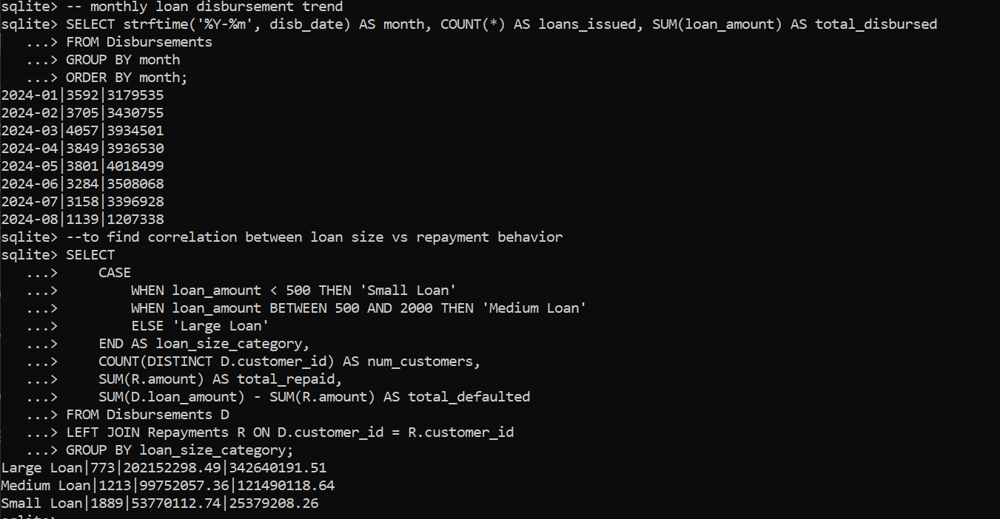 sqlite> -- monthly loan disbursement trend
sqlite> SELECT strftime('%Y-%m', disb_date) AS month, COUNT(*) AS loans_issued, SUM(loan_amount) AS total_disbursed
   ...> FROM Disbursements
   ...> GROUP BY month
   ...> ORDER BY month;
2024-01|3592|3179535
2024-02|3705|3430755
2024-03|4057|3934501
2024-04|3849|3936530
2024-05|3801|4018499
2024-06|3284|3508068
2024-07|3158|3396928
2024-08|1139|1207338
sqlite> --to find correlation between loan size vs repayment behavior
sqlite> SELECT
   ...>     CASE
   ...>         WHEN loan_amount < 500 THEN 'Small Loan'
   ...>         WHEN loan_amount BETWEEN 500 AND 2000 THEN 'Medium Loan'
   ...>         ELSE 'Large Loan'
   ...>     END AS loan_size_category,
   ...>     COUNT(DISTINCT D.customer_id) AS num_customers,
   ...>     SUM(R.amount) AS total_repaid,
   ...>     SUM(D.loan_amount) - SUM(R.amount) AS total_defaulted
   ...> FROM Disbursements D
   ...> LEFT JOIN Repayments R ON D.customer_id = R.customer_id
   ...> GROUP BY loan_size_category;
Large Loan|773|202152298.49|342640191.51
Medium Loan|1213|99752057.36|121490118.64
Small Loan|1889|53770112.74|25379208.26
sqlite>